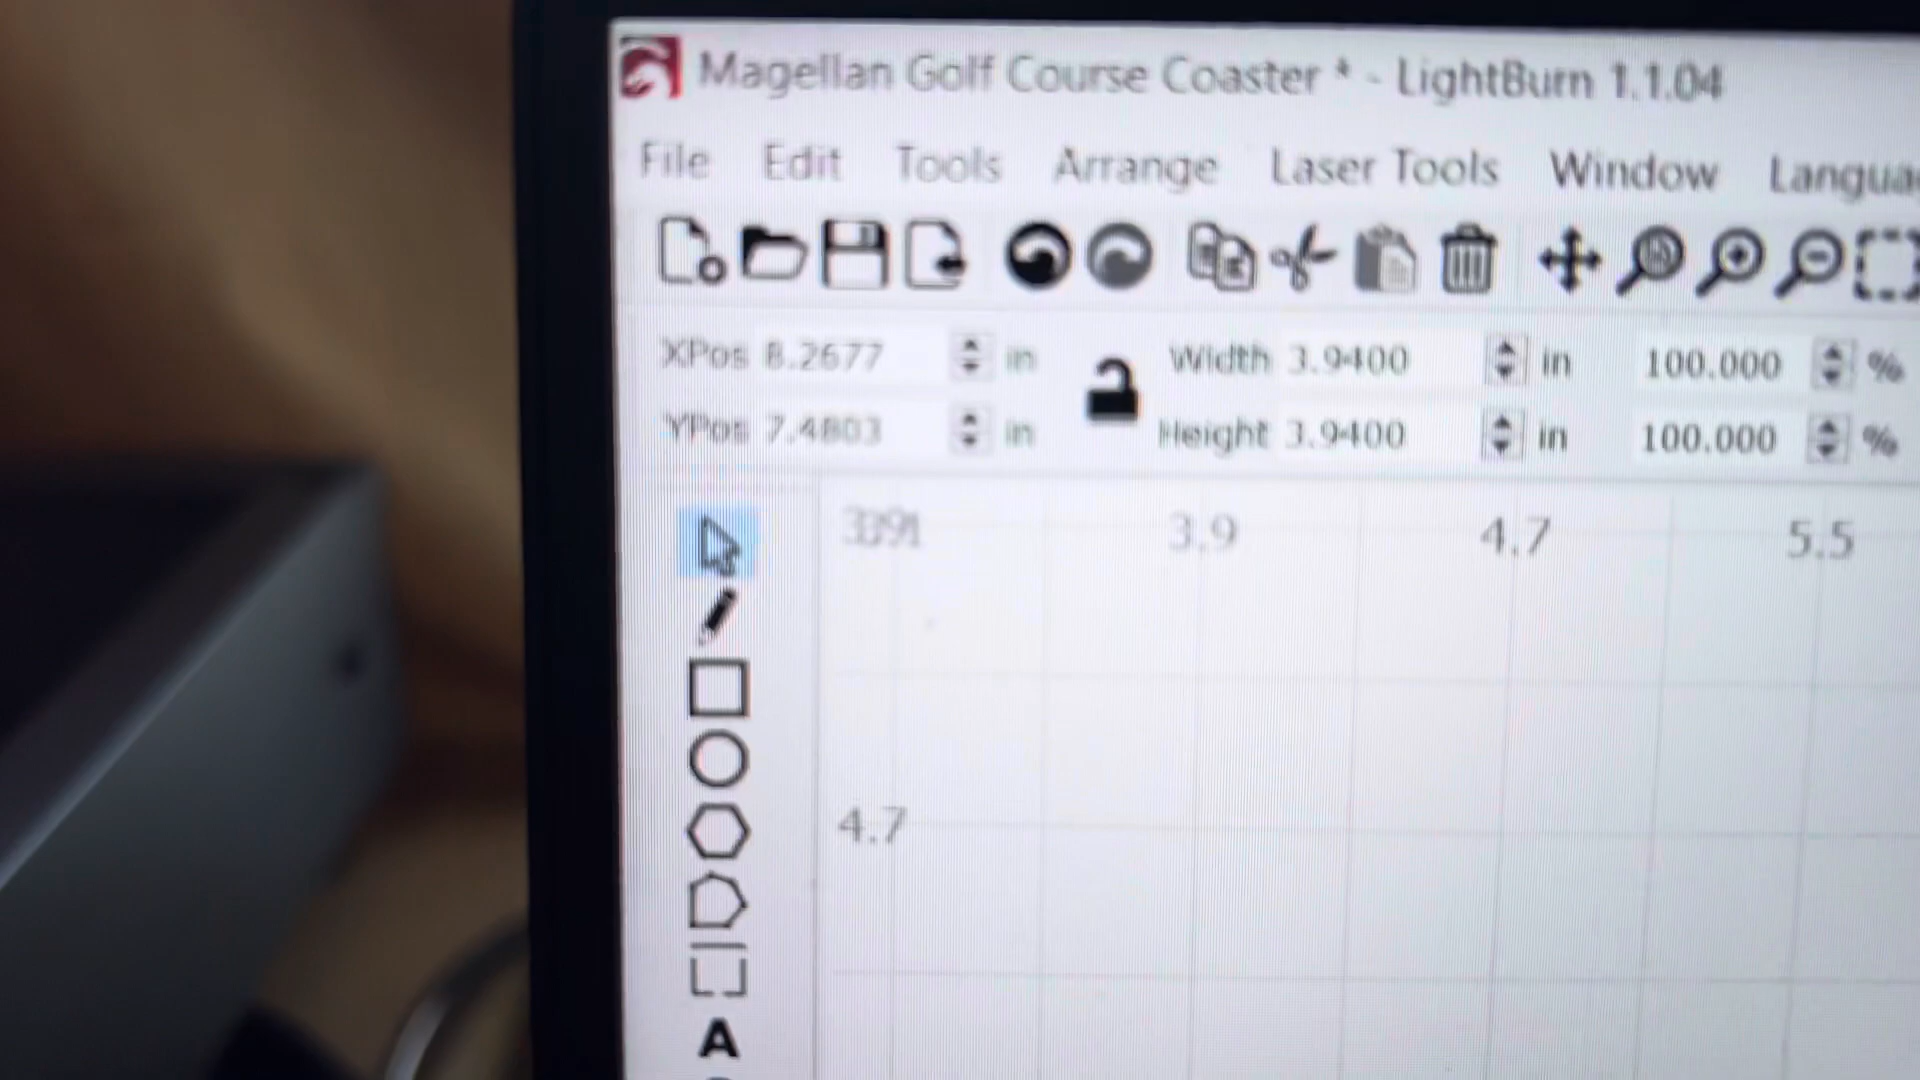 Magellan Golf Course Coaster * - LightBurn 1.1.04
File Edit Tools Arrange Laser Tools Window Langua
XPos 8.2677 in Width 3.9400 in 100.000 %
YPos 7.4803 in Height 3.9400 in 100.000 %
3.9 4.7 5.5
4.7
A